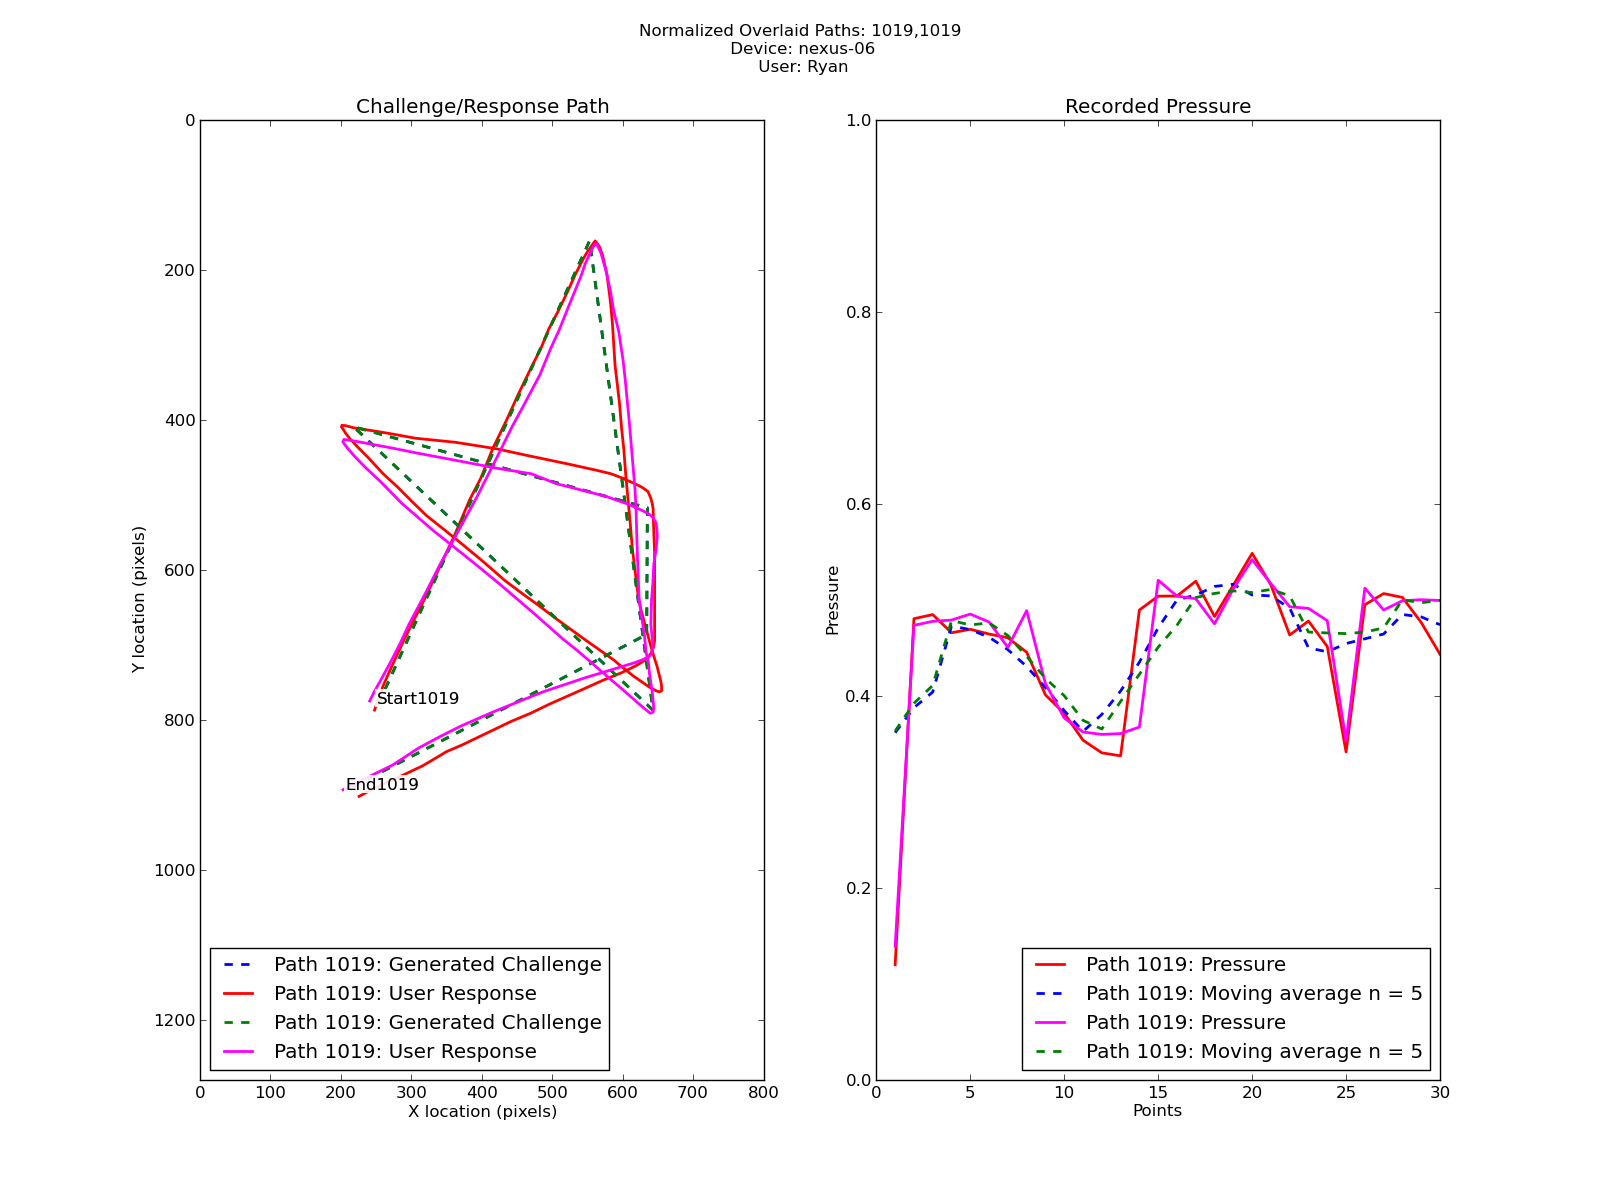 Normalized Overlaid Paths: 1019,1019
Device: nexus-06
User: Ryan
Challenge/Response Path
0
200
400
600
800
1000
1200
Y location (pixels)
Start1019
End1019
Path 1019: Generated Challenge
Path 1019: User Response
Path 1019: Generated Challenge
Path 1019: User Response
0 100 200 300 400 500 600 700 800
X location (pixels)
Recorded Pressure
1.0
0.8
0.6
0.4
0.2
0.0
Pressure
Path 1019: Pressure
Path 1019: Moving average n = 5
Path 1019: Pressure
Path 1019: Moving average n = 5
0 5 10 15 20 25 30
Points